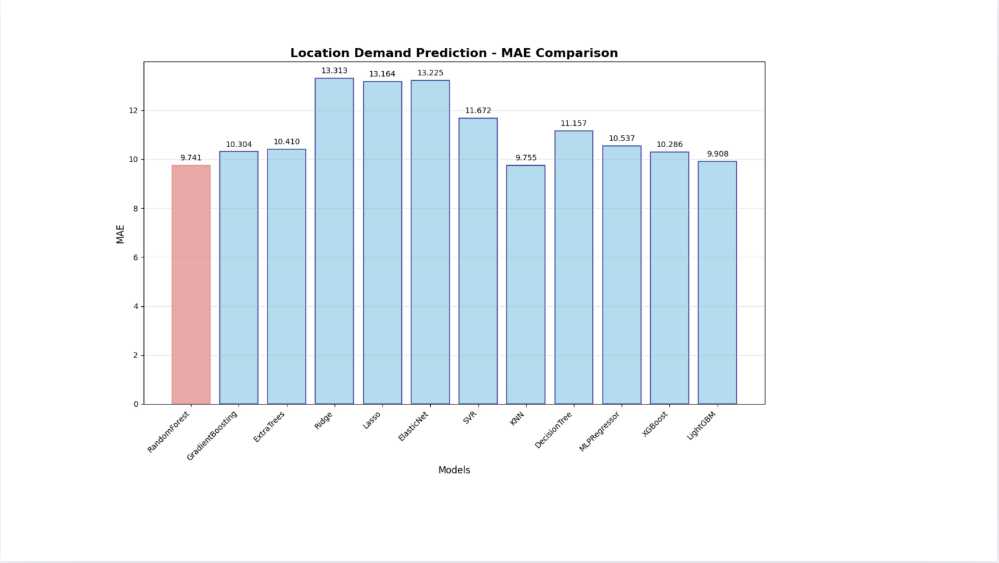 Location Demand Prediction - MAE Comparison
13.313
13.164
13.225
11.672
11.157
10.537
10.304
10.410
10.286
9.741
9.755
9.908
12
10
8
6
4
2
0
MAE
RandomForest
GradientBoosting
ExtraTrees
Ridge
Lasso
ElasticNet
SVR
KNN
DecisionTree
MLPRegressor
XGBoost
LightGBM
Models